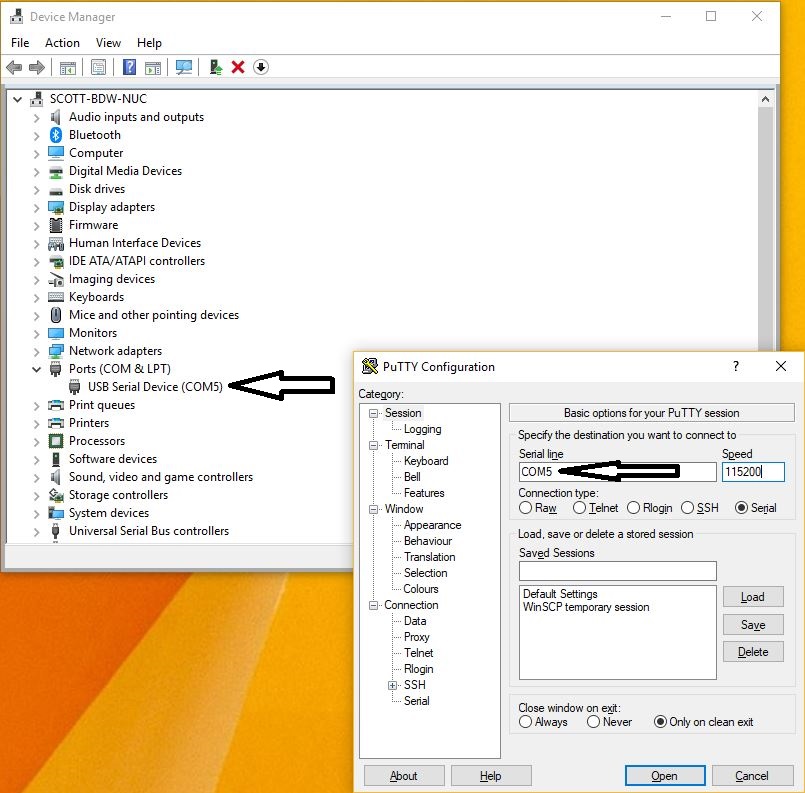 Device Manager
File Action View Help
SCOTT-BDW-NUC
Audio inputs and outputs
Bluetooth
Computer
Digital Media Devices
Disk drives
Display adapters
Firmware
Human Interface Devices
IDE ATA/ATAPI controllers
Imaging devices
Keyboards
Mice and other pointing devices
Monitors
Network adapters
Ports (COM & LPT)
USB Serial Device (COM5)
Print queues
Printers
Processors
Software devices
Sound, video and game controllers
Storage controllers
System devices
Universal Serial Bus controllers
PuTTY Configuration
Category:
Session
Logging
Terminal
Keyboard
Bell
Features
Window
Appearance
Behaviour
Translation
Selection
Colours
Connection
Data
Proxy
Telnet
Rlogin
SSH
Serial
Basic options for your PuTTY session
Specify the destination you want to connect to
Serial line Speed
COM5 115200
Connection type:
Raw Telnet Rlogin SSH Serial
Load, save or delete a stored session
Saved Sessions
Default Settings
WinSCP temporary session
Load
Save
Delete
Close window on exit:
Always Never Only on clean exit
About Help Open Cancel